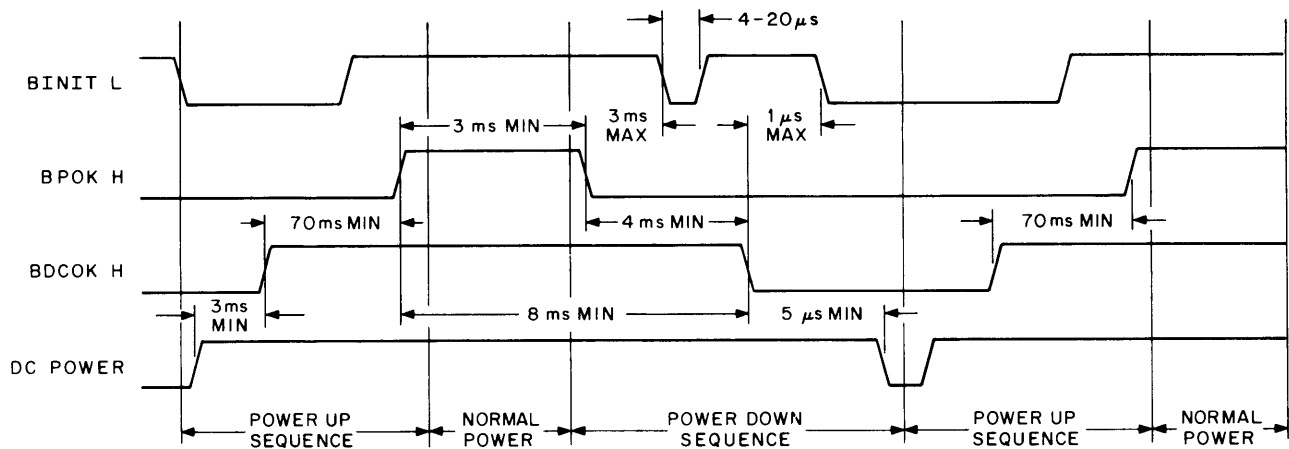 4-20µs
BINIT L
3 ms MIN
3ms
MAX
1 µs
MAX
BPOK H
70ms MIN
4 ms MIN
70ms MIN
BDCOK H
3ms
MIN
8 ms MIN
5 µs MIN
DC POWER
POWER UP
SEQUENCE
NORMAL
POWER
POWER DOWN
SEQUENCE
POWER UP
SEQUENCE
NORMAL
POWER